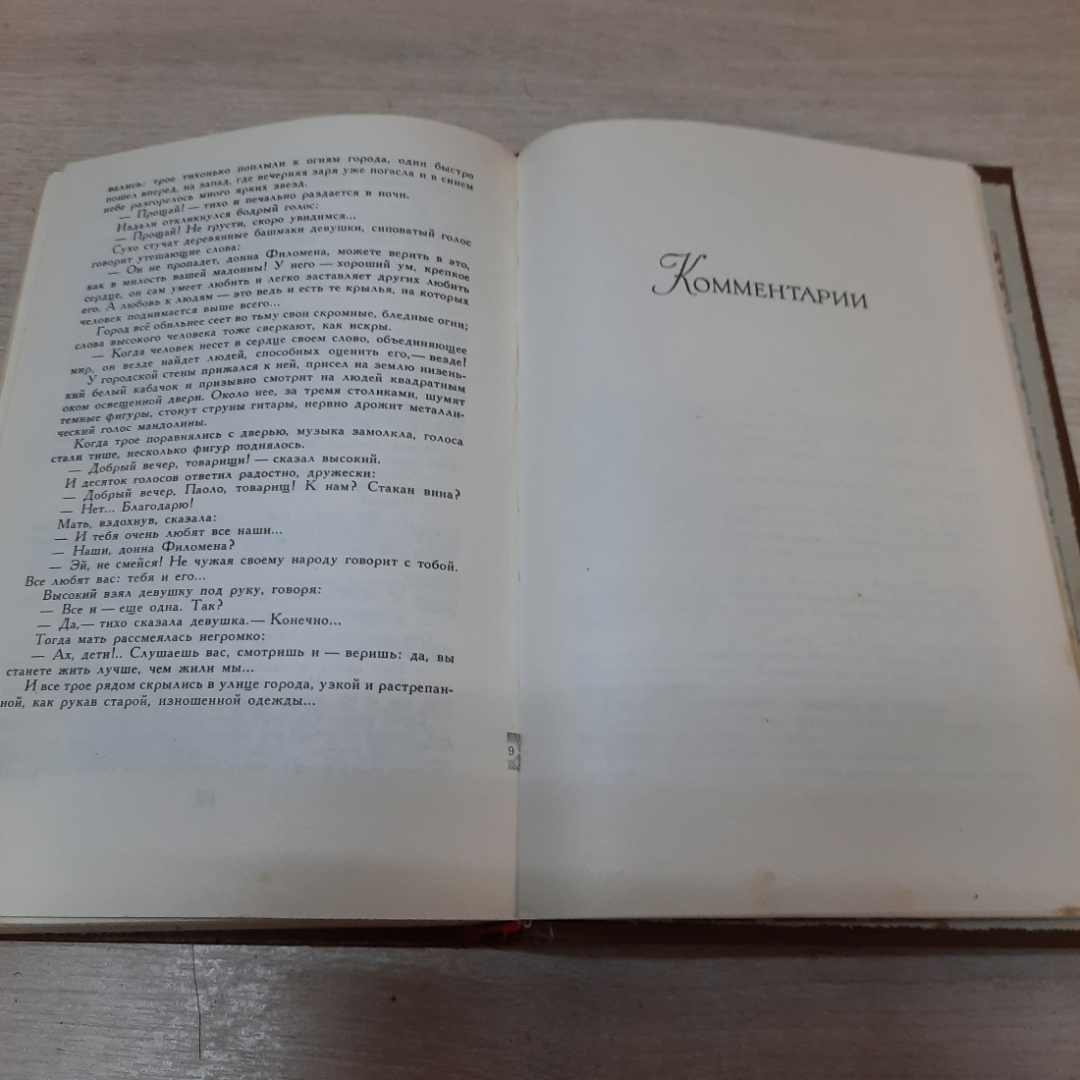 вались: трое тихонько поплыли к огням города, один быстро
пошел вперед, на запад, где вечерняя заря уже погасла и в синем
небе разгорелось много ярких звезд.
— Прощай! — тихо и печально раздается в ночи.
Издали откликнулся бодрый голос:
— Прощай! Не грусти, скоро увидимся...
Сухо стучат деревянные башмаки девушки, сиповатый голос
говорит утешающие слова:
— Он не пропадет, донна Филомена, можете верить в это,
как в милость вашей мадонны! У него — хороший ум, крепкое
сердце, он сам умеет любить и легко заставляет других любить
его. А любовь к людям — это ведь и есть те крылья, на которых
человек поднимается выше всего...
Город всё обильнее сеет во тьму свои скромные, бледные огни;
слова высокого человека тоже сверкают, как искры.
— Когда человек несет в сердце своем слово, объединяющее
мир, он везде найдет людей, способных оценить его,— везде!
У городской стены прижался к ней, присел на землю низень-
кий белый кабачок и призывно смотрит на людей квадратным
оком освещенной двери. Около нее, за тремя столиками, шумят
темные фигуры, стонут струны гитары, нервно дрожит металли-
ческий голос мандолины.
Когда трое поравнялись с дверью, музыка замолкла, голоса
стали тише, несколько фигур поднялось.
— Добрый вечер, товарищи! — сказал высокий.
И десяток голосов ответил радостно, дружески:
— Добрый вечер, Паоло, товарищ! К нам? Стакан вина?
— Нет... Благодарю!
Мать, вздохнув, сказала:
— И тебя очень любят все наши...
— Наши, донна Филомена?
— Эй, не смейся! Не чужая своему народу говорит с тобой.
Все любят вас: тебя и его...
Высокий взял девушку под руку, говоря:
— Все и — еще одна. Так?
— Да,— тихо сказала девушка.— Конечно...
Тогда мать рассмеялась негромко:
— Ах, дети!.. Слушаешь вас, смотришь и — веришь: да, вы
станете жить лучше, чем жили мы...
И все трое рядом скрылись в улице города, узкой и растрепан-
ной, как рукав старой, изношенной одежды...
9
Комментарии